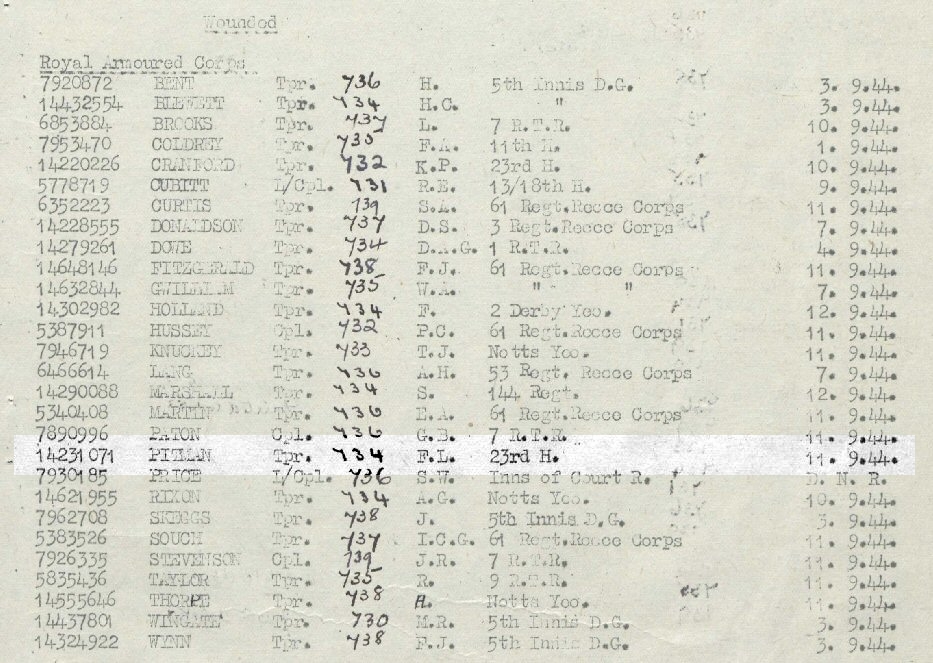 Wounded
Royal Armoured Corps
7920872 BENT Tpr. 736 H. 5th Innis D.G. 3. 9.44.
14432554 BLEWETT Tpr. 734 H.C. " 3. 9.44.
6853884 BROOKS Tpr. 737 L. 7 R.T.R. 10. 9.44.
7953470 COLDREY Tpr. 735 F.A. 11th H. 1. 9.44.
14220226 CRANFORD Tpr. 732 K.P. 23rd H. 10. 9.44.
5778719 CUBITT L/Cpl. 731 R.E. 13/18th H. 9. 9.44.
6352223 CURTIS Tpr. 739 S.A. 61 Regt.Recce Corps 11. 9.44.
14228555 DONALDSON Tpr. 737 D.S. 3 Regt.Recce Corps 7. 9.44.
14279261 DOWE Tpr. 734 D.A.G. 1 R.T.R. 4. 9.44.
14648146 FITZGERALD Tpr. 738 F.J. 61 Regt.Recce Corps 11. 9.44.
14632844 GWILLIM Tpr. 735 W.A. " " 7. 9.44.
14302982 HOLLAND Tpr. 734 F. 2 Derby Yeo. 12. 9.44.
5387911 HUSSEY Cpl. 732 P.C. 61 Regt.Recce Corps 11. 9.44.
7946719 KNUCKEY Tpr. 733 T.J. Notts Yeo. 11. 9.44.
6466614 LANG Tpr. 736 A.H. 53 Regt. Recce Corps 7. 9.44.
14290088 MARSHALL Tpr. 734 S. 144 Regt. 12. 9.44.
5340408 MARTIN Tpr. 736 E.A. 61 Regt.Recce Corps 11. 9.44.
7890996 PATON Cpl. 736 G.B. 7 R.T.R. 11. 9.44.
14231071 PITMAN Tpr. 734 F.L. 23rd H. 11. 9.44.
7930185 PRICE L/Cpl. 736 S.W. Inns of Court R. D. N. R.
14621955 RIXON Tpr. 734 A.G. Notts Yeo. 10. 9.44.
7962708 SKEGGS Tpr. 738 J. 5th Innis D.G. 3. 9.44.
5383526 SOUCH Tpr. 737 I.C.G. 61 Regt.Recce Corps 11. 9.44.
7926335 STEVENSON Cpl. 739 J.R. 7 R.T.R. 11. 9.44.
5835436 TAYLOR Tpr. 735 R. 9 R.T.R. 11. 9.44.
14555646 THORPE Tpr. 738 A. Notts Yeo. 11. 9.44.
14437801 WINGATE Tpr. 730 M.R. 5th Innis D.G. 3. 9.44.
14324922 WYNN Tpr. 738 F.J. 5th Innis D.G. 3. 9.44.